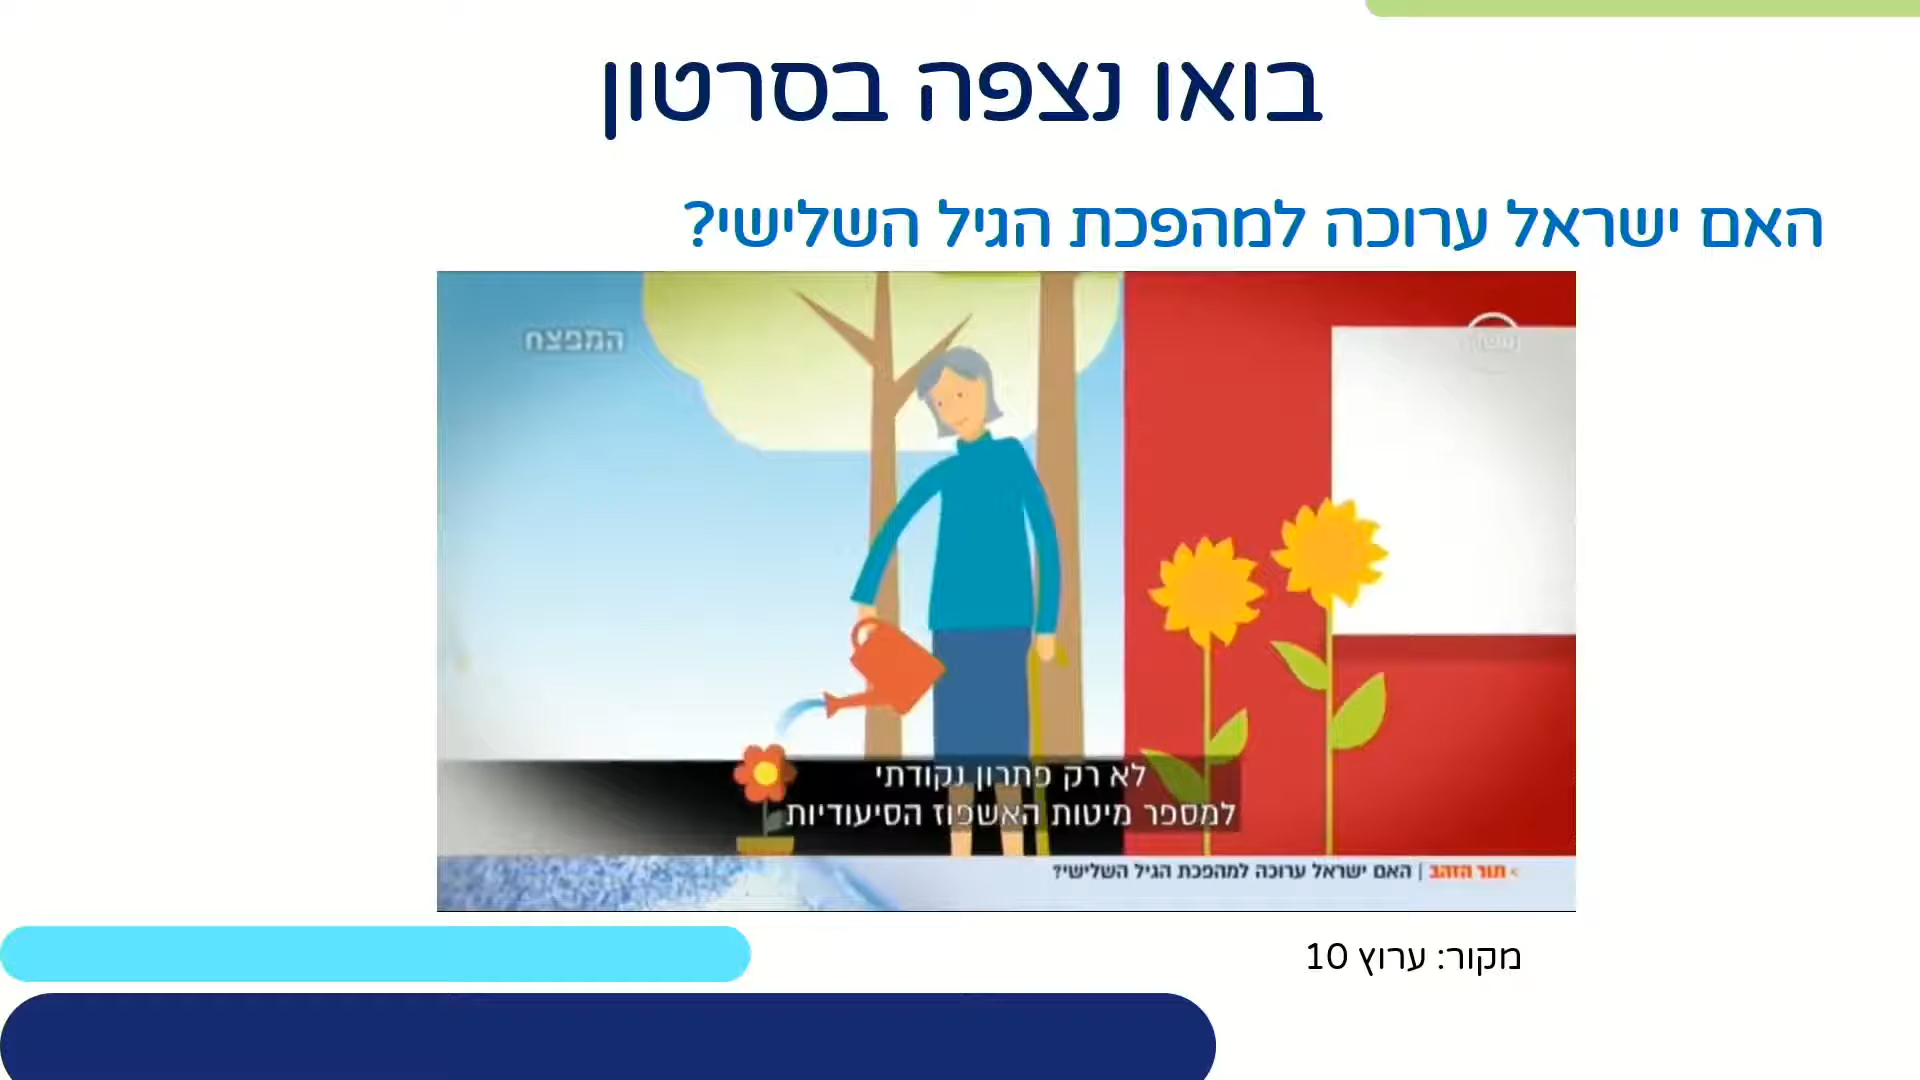 בואו נצפה בסרטון
האם ישראל ערוכה למהפכת הגיל השלישי?
המפצח
לא רק פתרון נקודתי
למספר מיטות האשפוז הסיעודיות
תור הזהב | האם ישראל ערוכה למהפכת הגיל השלישי?
מקור: ערוץ 10